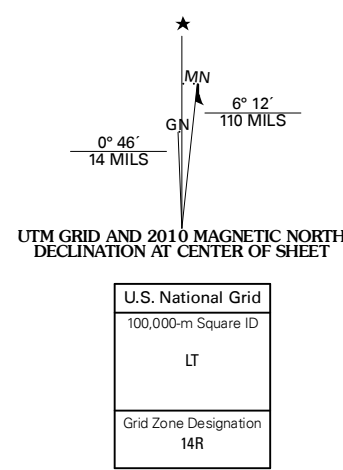 MN
6° 12´
110 MILS
GN
0° 46´
14 MILS
UTM GRID AND 2010 MAGNETIC NORTH
DECLINATION AT CENTER OF SHEET
U.S. National Grid
100,000-m Square ID
LT
Grid Zone Designation
14R